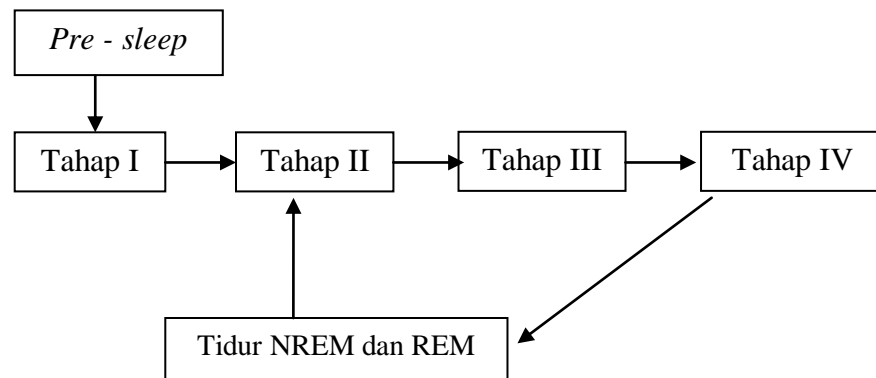 Pre - sleep
Tahap I
Tahap II
Tahap III
Tahap IV
Tidur NREM dan REM